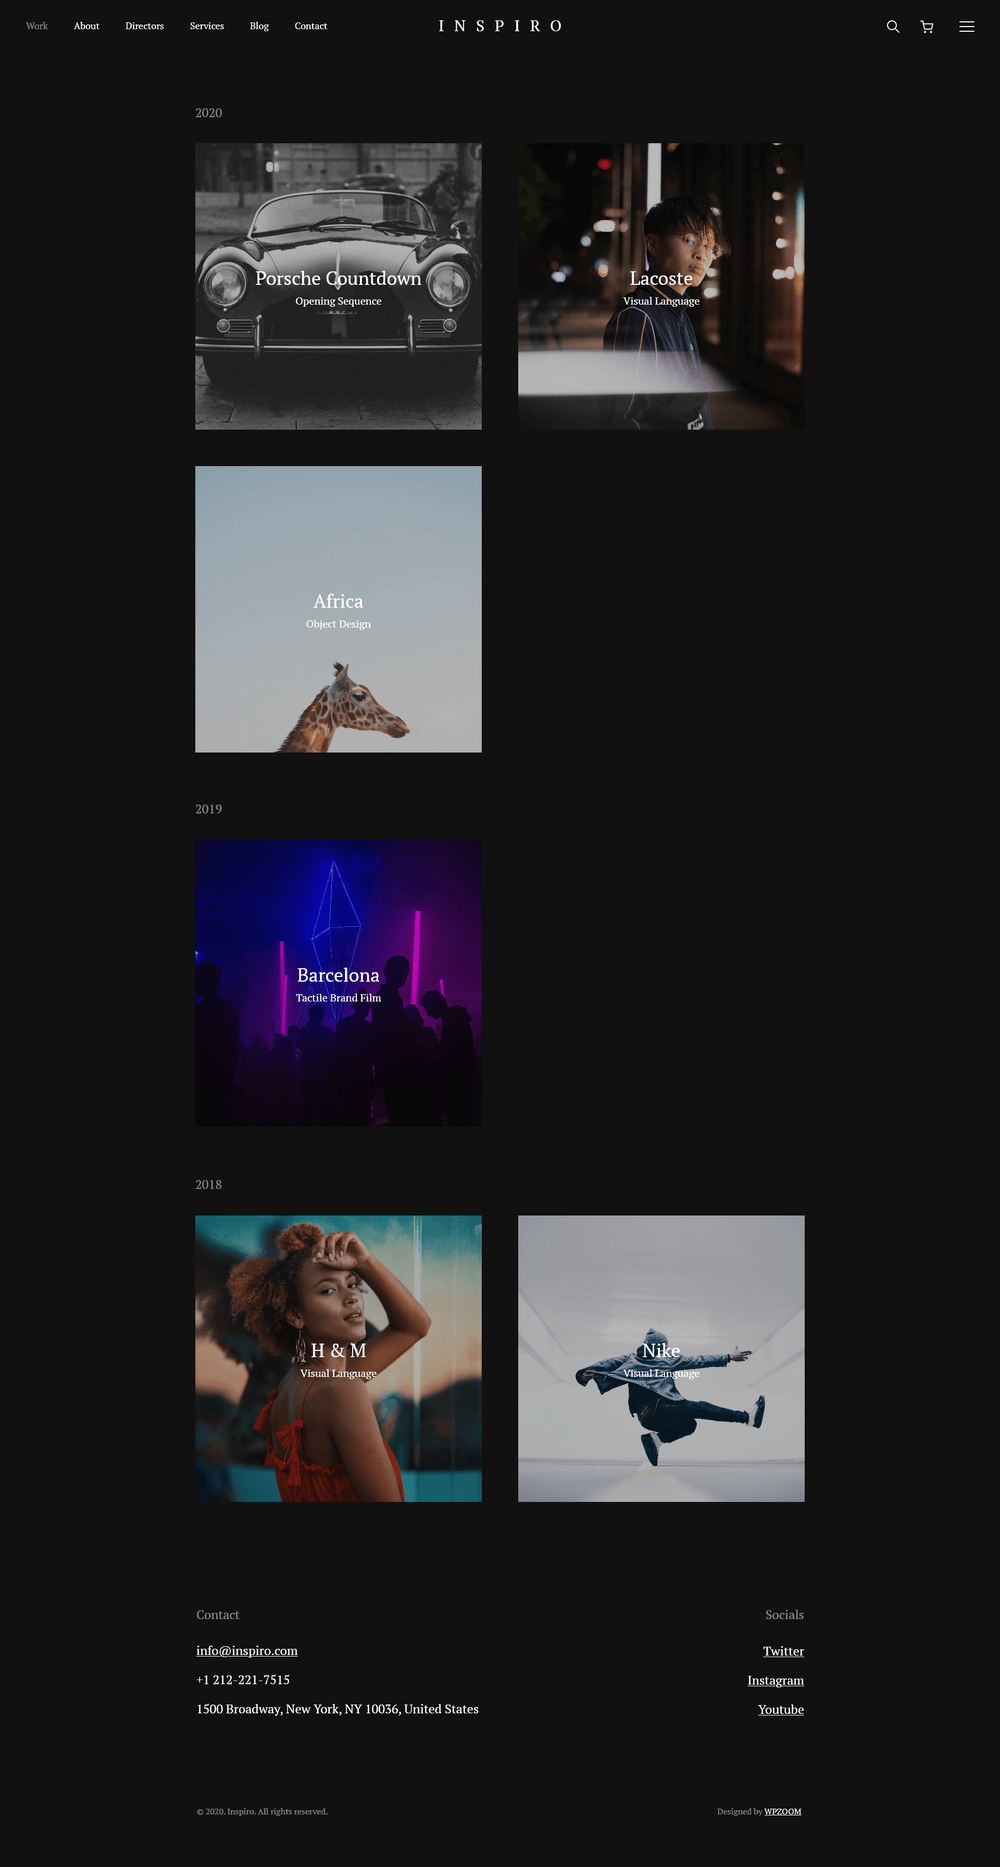 Work About Directors Services Blog Contact INSPIRO
2020
Porsche Countdown
Opening Sequence
Lacoste
Visual Language
Africa
Object Design
2019
Barcelona
Tactile Brand Film
2018
H & M
Visual Language
Nike
Visual Language
Contact
info@inspiro.com
+1 212-221-7515
1500 Broadway, New York, NY 10036, United States
Socials
Twitter
Instagram
Youtube
© 2020. Inspiro. All rights reserved.
Designed by WPZOOM